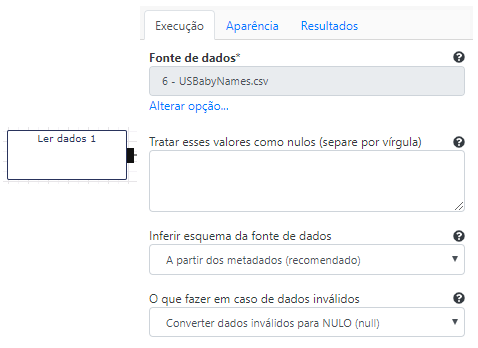 Execução Aparência Resultados
Fonte de dados*
6 - USBabyNames.csv
Alterar opção...
Ler dados 1
Tratar esses valores como nulos (separe por vírgula)
Inferir esquema da fonte de dados
A partir dos metadados (recomendado)
O que fazer em caso de dados inválidos
Converter dados inválidos para NULO (null)